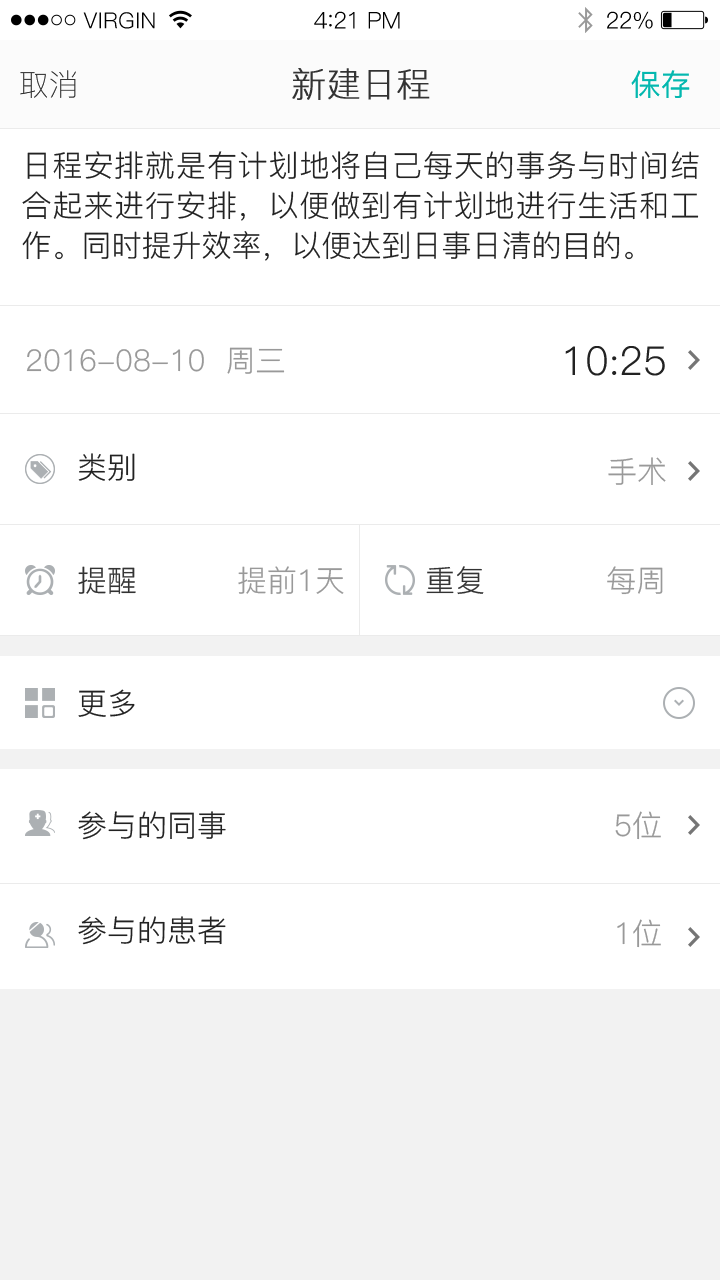 VIRGIN 4:21 PM 22%
取消 新建日程 保存
日程安排就是有计划地将自己每天的事务与时间结
合起来进行安排，以便做到有计划地进行生活和工
作。同时提升效率，以便达到日事日清的目的。
2016-08-10 周三 10:25
类别 手术
提醒 提前1天 重复 每周
更多
参与的同事 5位
参与的患者 1位